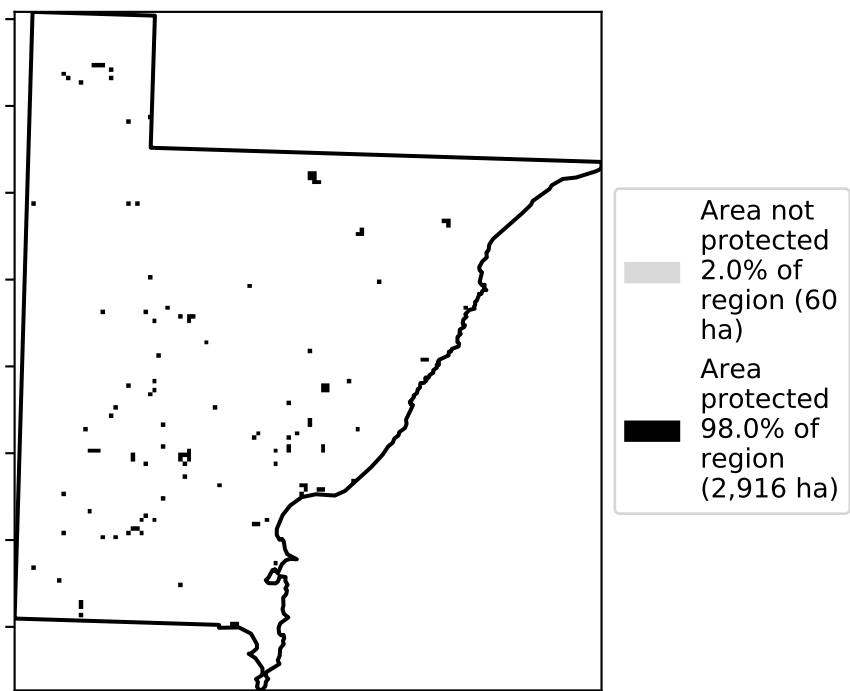 Area not
protected
2.0% of
region (60
ha)
Area
protected
98.0% of
region
(2,916 ha)